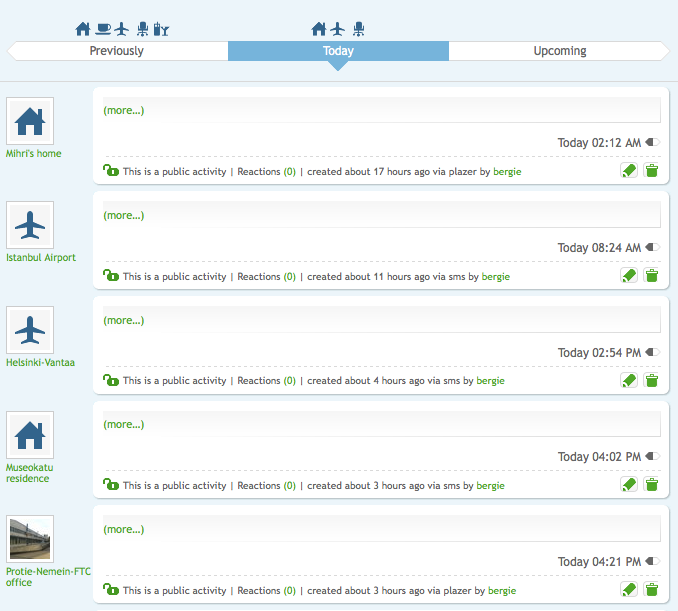 Previously
Today
Upcoming
(more...)
Today 02:12 AM
Mihri's home
This is a public activity | Reactions (0) | created about 17 hours ago via plazer by bergie
(more...)
Today 08:24 AM
Istanbul Airport
This is a public activity | Reactions (0) | created about 11 hours ago via sms by bergie
(more...)
Today 02:54 PM
Helsinki-Vantaa
This is a public activity | Reactions (0) | created about 4 hours ago via sms by bergie
(more...)
Today 04:02 PM
Museokatu
residence
This is a public activity | Reactions (0) | created about 3 hours ago via sms by bergie
(more...)
Today 04:21 PM
Protie-Nemein-FTC
office
This is a public activity | Reactions (0) | created about 3 hours ago via plazer by bergie